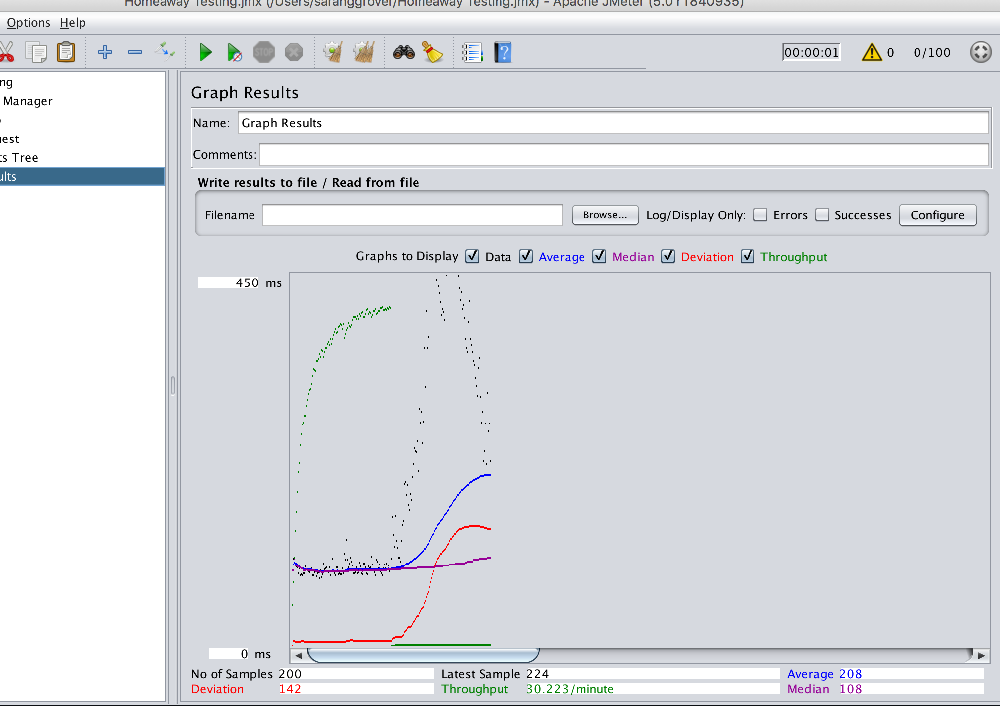 Homeaway Testing.jmx (/Users/saranggrover/Homeaway Testing.jmx) - Apache JMeter (5.0 r1840935)
Options Help
STOP
00:00:01 0 0/100
ng
Manager
uest
ts Tree
ults
Graph Results
Name: Graph Results
Comments:
Write results to file / Read from file
Filename Browse... Log/Display Only: Errors Successes Configure
Graphs to Display Data Average Median Deviation Throughput
450 ms
0 ms
No of Samples 200 Latest Sample 224 Average 208
Deviation 142 Throughput 30.223/minute Median 108